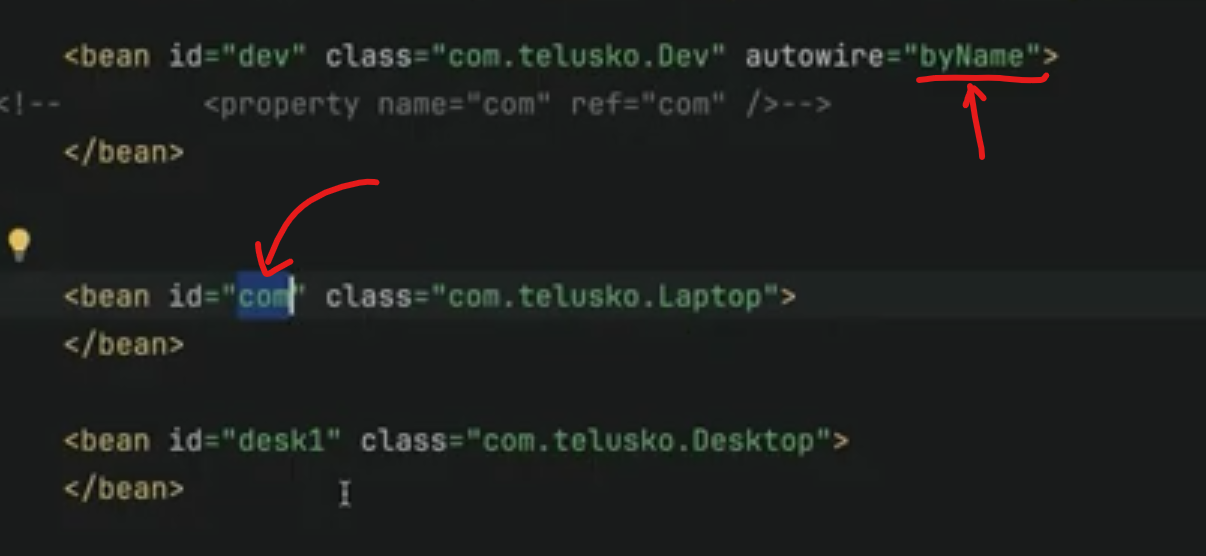 <bean id="dev" class="com.telusko.Dev" autowire="byName">
<!--        <property name="com" ref="com" />-->
</bean>
<bean id="com" class="com.telusko.Laptop">
</bean>
<bean id="desk1" class="com.telusko.Desktop">
</bean>